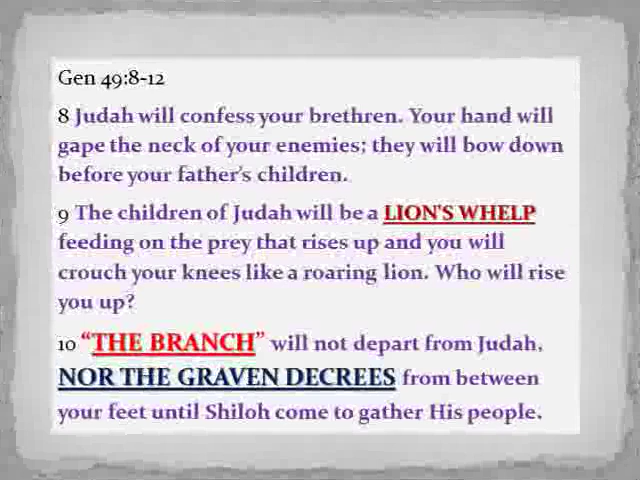 Gen 49:8-12
8 Judah will confess your brethren. Your hand will
gape the neck of your enemies; they will bow down
before your father's children.
9 The children of Judah will be a LION'S WHELP
feeding on the prey that rises up and you will
crouch your knees like a roaring lion. Who will rise
you up?
10 “THE BRANCH” will not depart from Judah,
NOR THE GRAVEN DECREES from between
your feet until Shiloh come to gather His people.